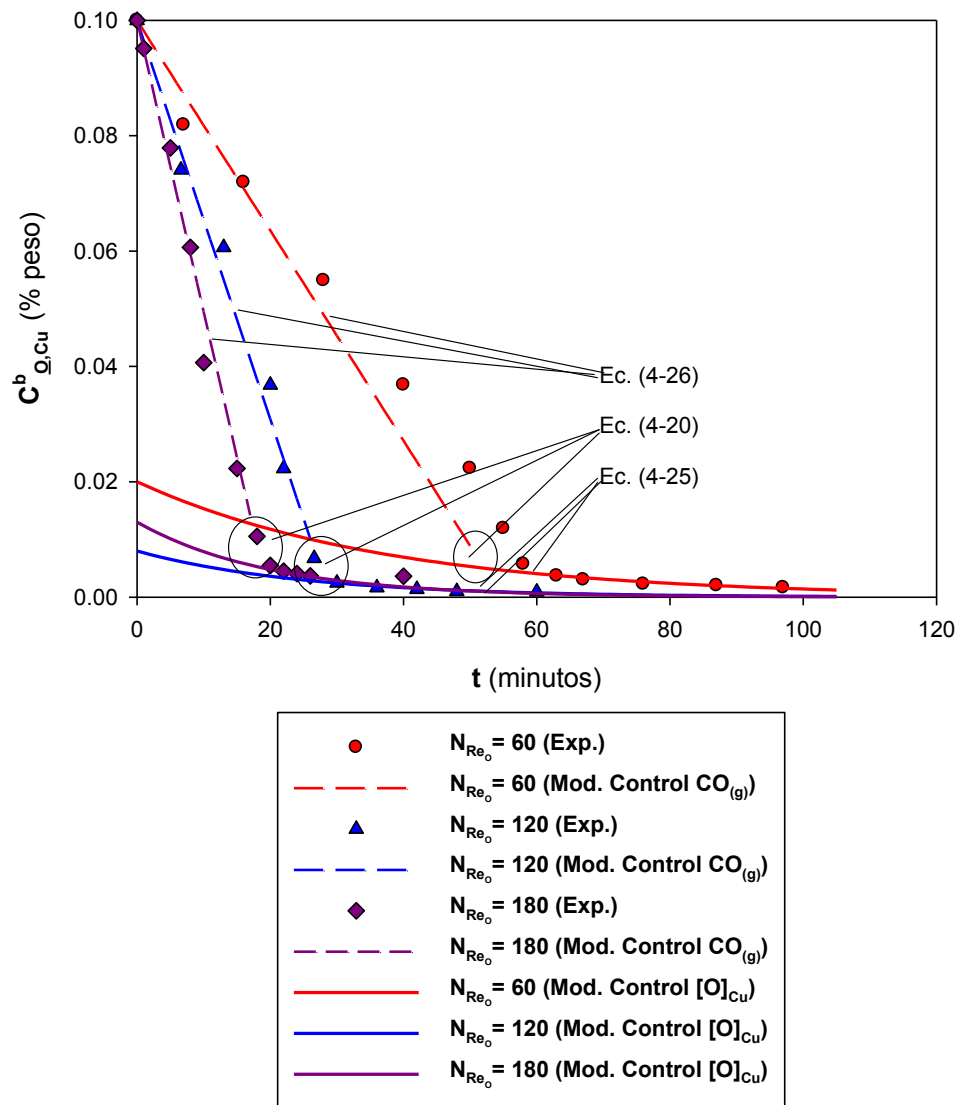 0.10
0.08
0.06
0.04
0.02
0.00
C^b_O,Cu (% peso)
Ec. (4-26)
Ec. (4-20)
Ec. (4-25)
0 20 40 60 80 100 120
t (minutos)
N_Re_o = 60 (Exp.)
N_Re_o = 60 (Mod. Control CO(g))
N_Re_o = 120 (Exp.)
N_Re_o = 120 (Mod. Control CO(g))
N_Re_o = 180 (Exp.)
N_Re_o = 180 (Mod. Control CO(g))
N_Re_o = 60 (Mod. Control [O]Cu)
N_Re_o = 120 (Mod. Control [O]Cu)
N_Re_o = 180 (Mod. Control [O]Cu)